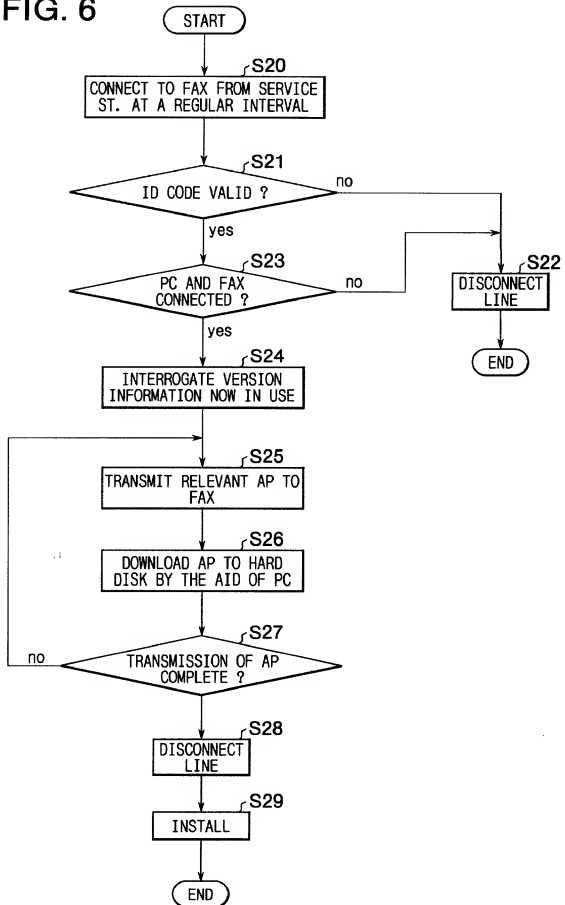 FIG. 6
START
S20
CONNECT TO FAX FROM SERVICE
ST. AT A REGULAR INTERVAL
S21
ID CODE VALID ?
no
yes
S23
PC AND FAX
CONNECTED ?
no
yes
S22
DISCONNECT
LINE
END
S24
INTERROGATE VERSION
INFORMATION NOW IN USE
S25
TRANSMIT RELEVANT AP TO
FAX
S26
DOWNLOAD AP TO HARD
DISK BY THE AID OF PC
S27
TRANSMISSION OF AP
COMPLETE ?
no
S28
DISCONNECT
LINE
S29
INSTALL
END